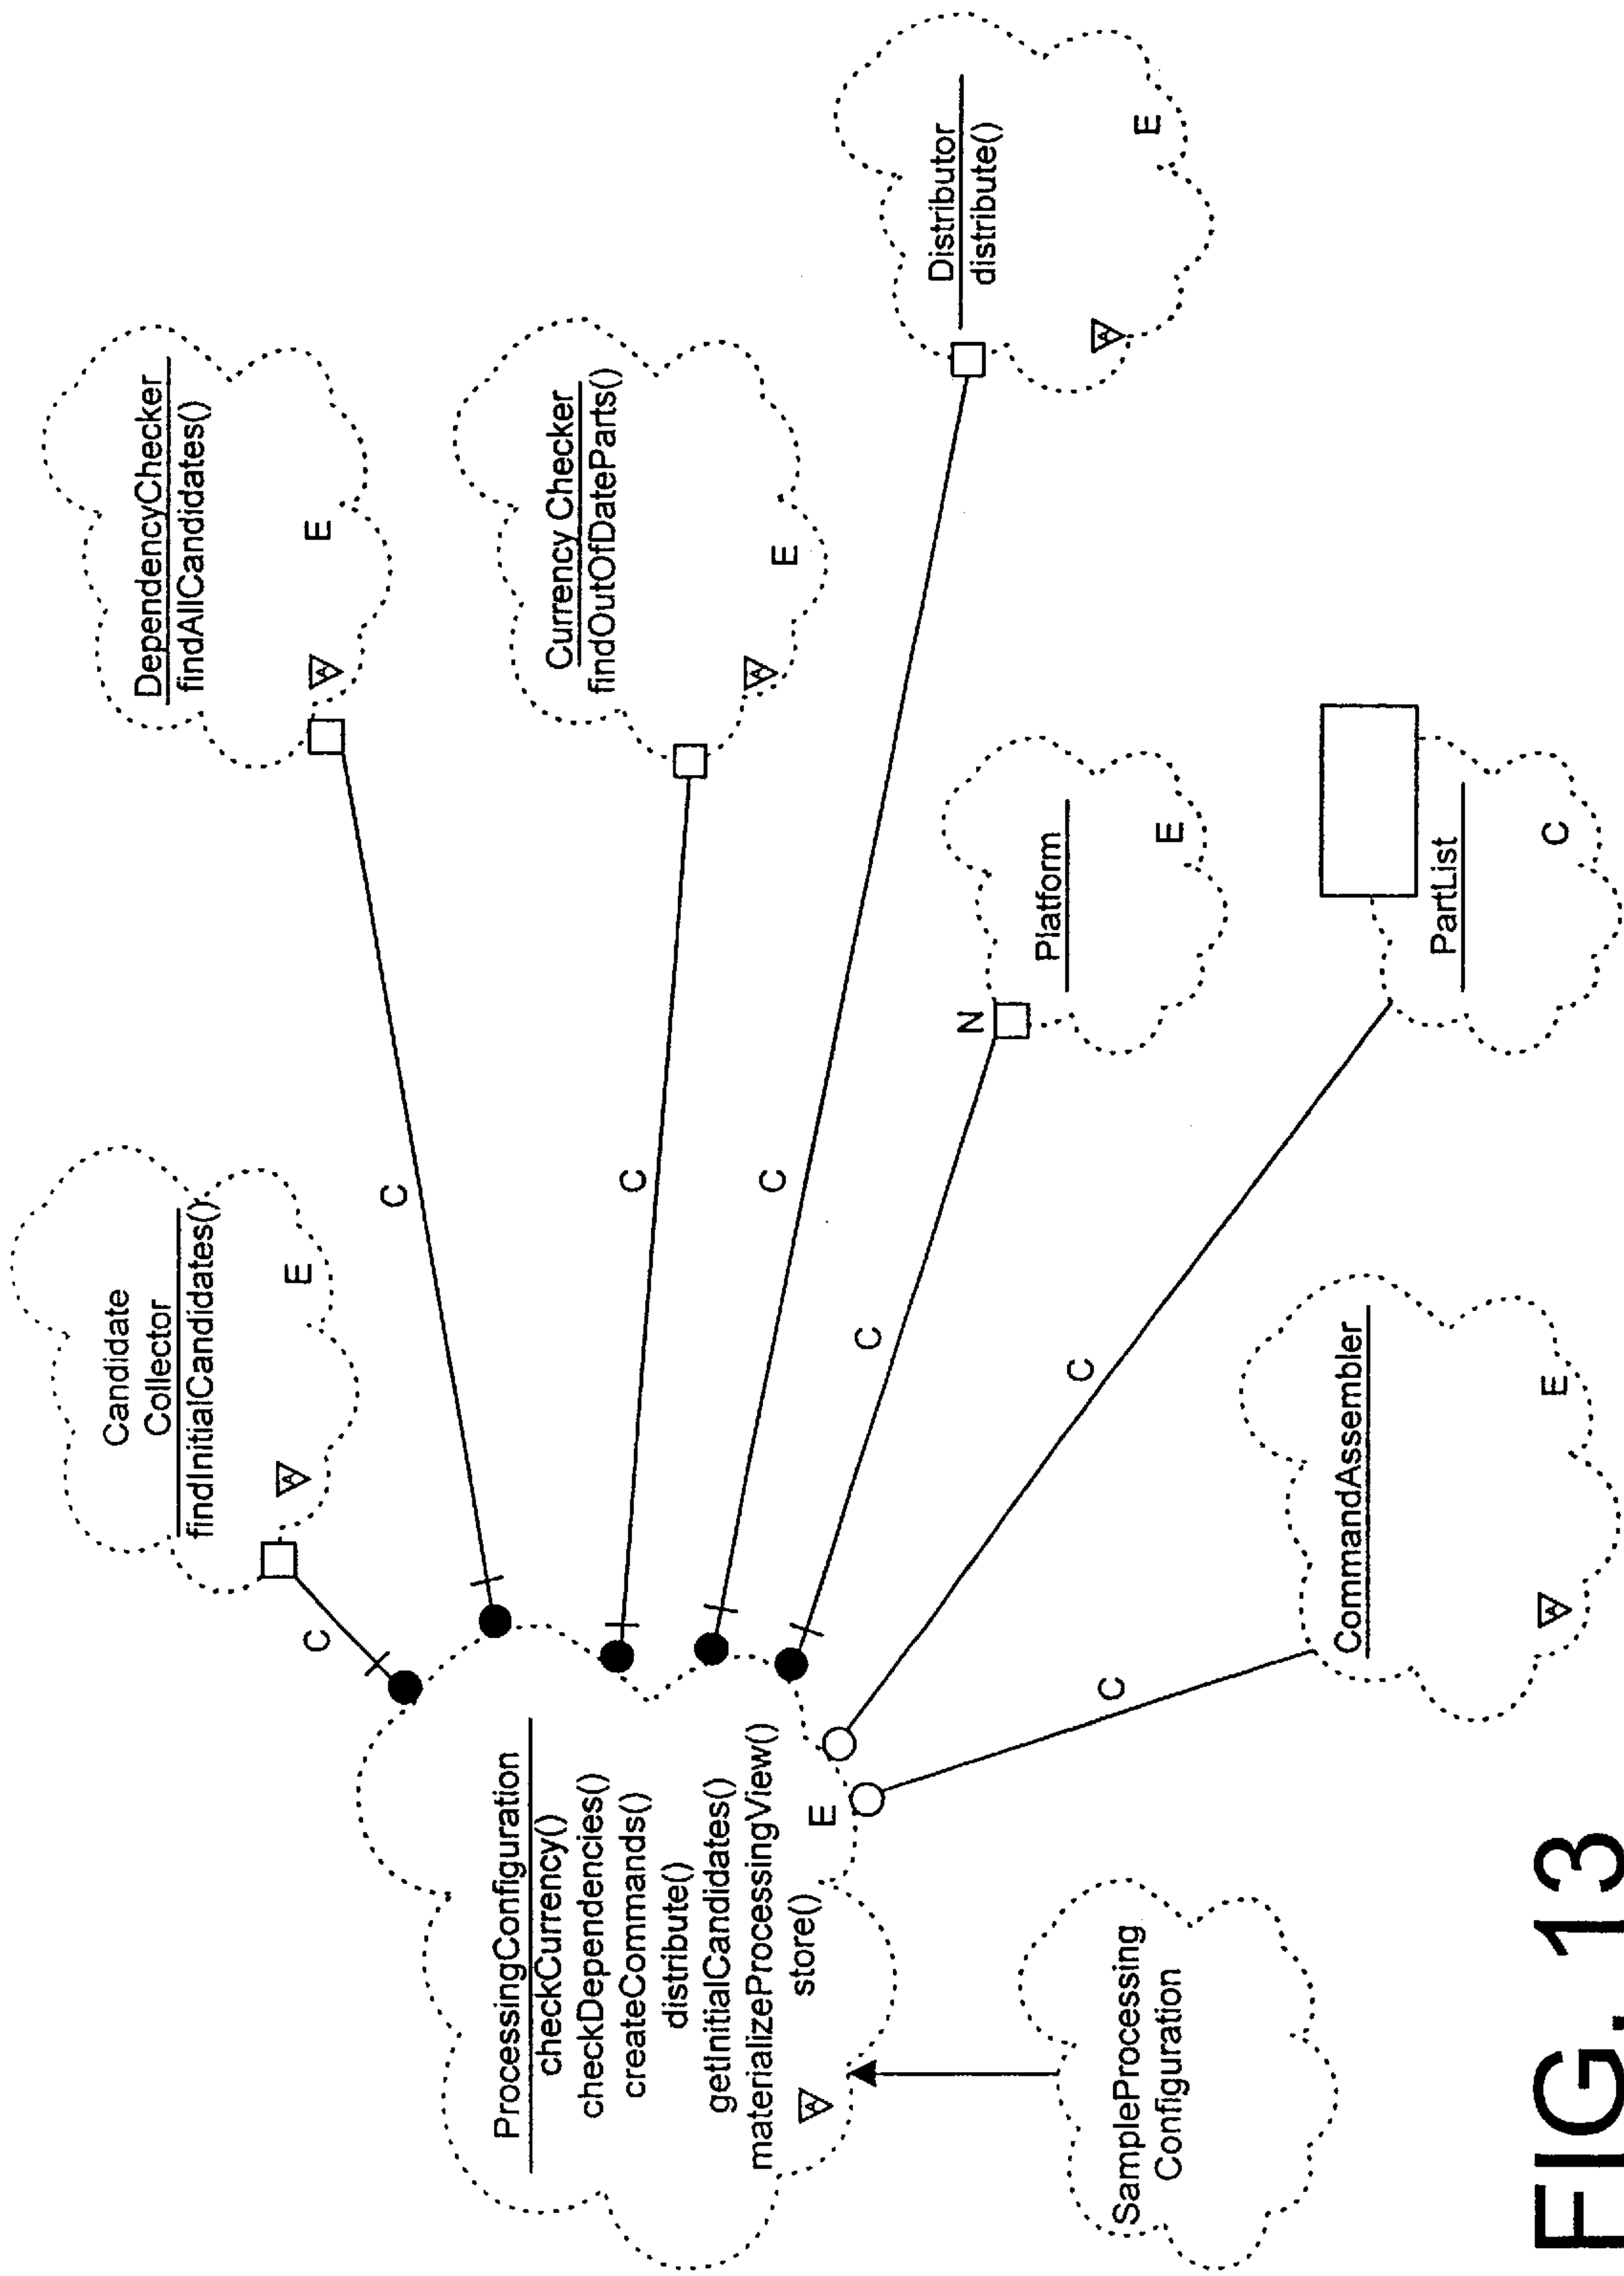 Candidate
Collector
findInitialCandidates()
A
E
C
DependencyChecker
findAllCandidates()
A
E
C
Currency Checker
findOutOfDateParts()
A
E
C
Distributor
distribute()
A
E
C
ProcessingConfiguration
checkCurrency()
checkDependencies()
createCommands()
distribute()
getInitialCandidates()
materializeProcessingView()
store()
A
E
Platform
N
E
C
PartList
C
C
CommandAssembler
A
E
C
SampleProcessing
Configuration
FIG. 13